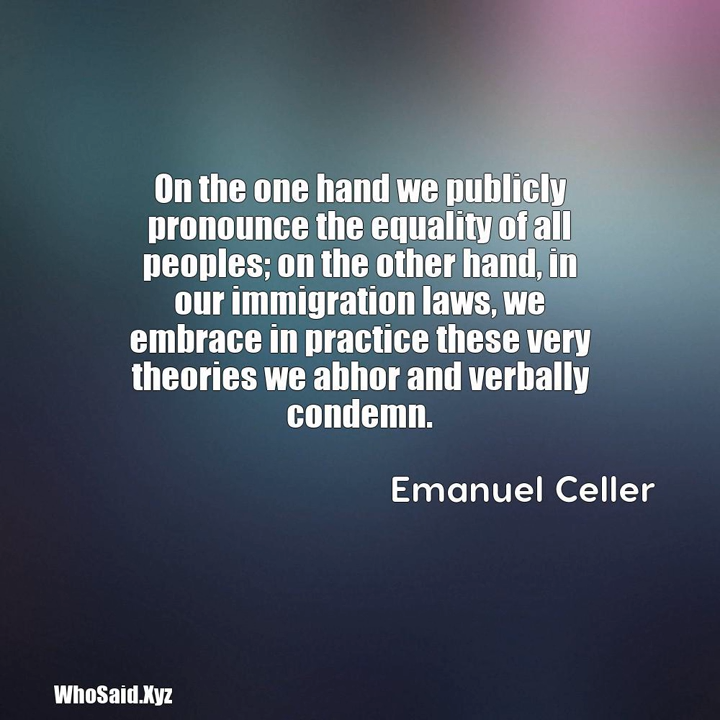 On the one hand we publicly
pronounce the equality of all
peoples; on the other hand, in
our immigration laws, we
embrace in practice these very
theories we abhor and verbally
condemn.
Emanuel Celler
WhoSaid.Xyz